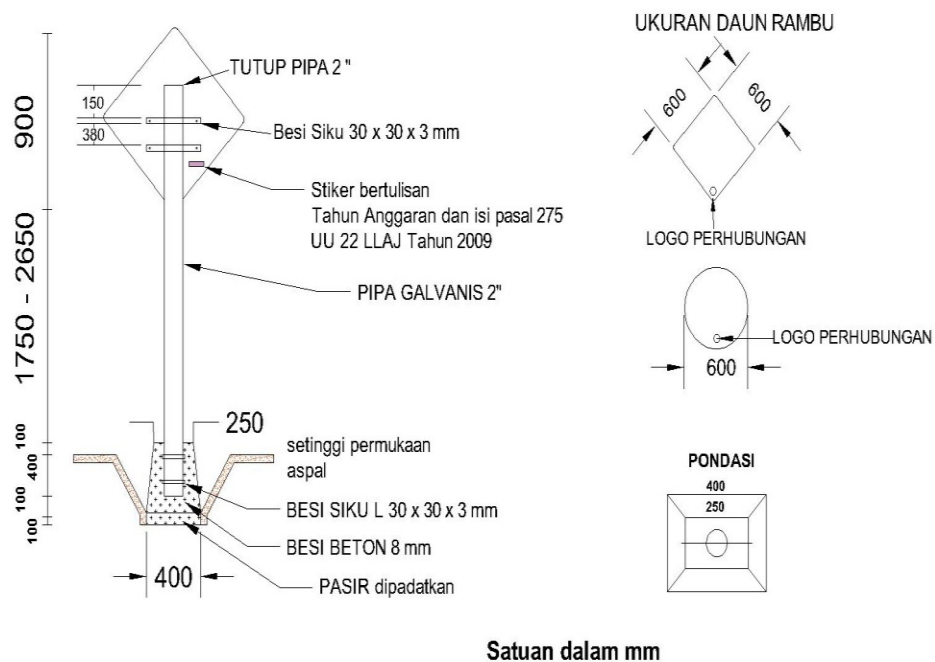 UKURAN DAUN RAMBU
TUTUP PIPA 2 "
900
150
380
600
600
Besi Siku 30 x 30 x 3 mm
Stiker bertulisan
Tahun Anggaran dan isi pasal 275
UU 22 LLAJ Tahun 2009
LOGO PERHUBUNGAN
1750 - 2650
PIPA GALVANIS 2"
LOGO PERHUBUNGAN
600
250
100
400
100
100
setinggi permukaan
aspal
BESI SIKU L 30 x 30 x 3 mm
BESI BETON 8 mm
400
PASIR dipadatkan
PONDASI
400
250
Satuan dalam mm